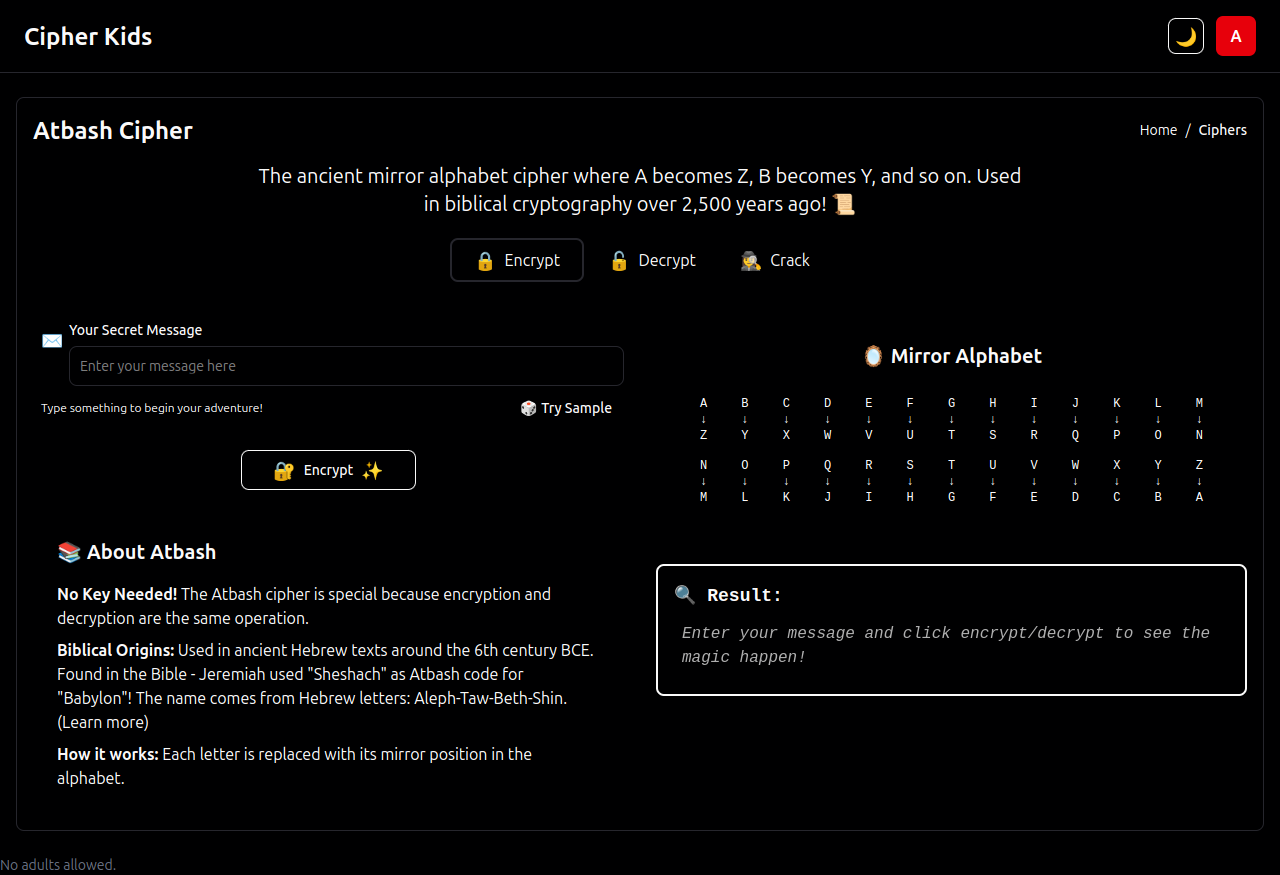 Cipher Kids
A
Atbash Cipher
Home / Ciphers
The ancient mirror alphabet cipher where A becomes Z, B becomes Y, and so on. Used
in biblical cryptography over 2,500 years ago! 📜
🔒 Encrypt
🔓 Decrypt
🕵️ Crack
Your Secret Message
Enter your message here
Type something to begin your adventure!
🎲 Try Sample
🔐 Encrypt ✨
🪞 Mirror Alphabet
A B C D E F G H I J K L M
↓ ↓ ↓ ↓ ↓ ↓ ↓ ↓ ↓ ↓ ↓ ↓ ↓
Z Y X W V U T S R Q P O N
N O P Q R S T U V W X Y Z
↓ ↓ ↓ ↓ ↓ ↓ ↓ ↓ ↓ ↓ ↓ ↓ ↓
M L K J I H G F E D C B A
📚 About Atbash
No Key Needed! The Atbash cipher is special because encryption and
decryption are the same operation.
Biblical Origins: Used in ancient Hebrew texts around the 6th century BCE.
Found in the Bible - Jeremiah used "Sheshach" as Atbash code for
"Babylon"! The name comes from Hebrew letters: Aleph-Taw-Beth-Shin.
(Learn more)
How it works: Each letter is replaced with its mirror position in the
alphabet.
🔍 Result:
Enter your message and click encrypt/decrypt to see the
magic happen!
No adults allowed.